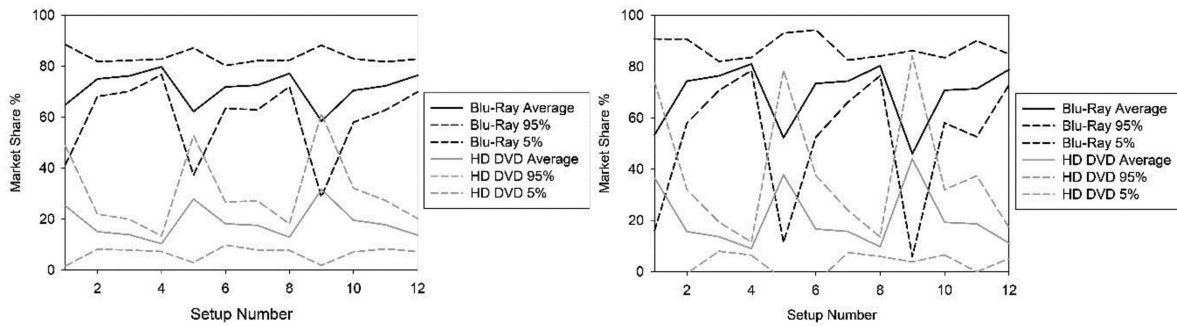 100
80
60
40
20
0
Market Share %
2 4 6 8 10 12
Setup Number
Blu-Ray Average
Blu-Ray 95%
Blu-Ray 5%
HD DVD Average
HD DVD 95%
HD DVD 5%
100
80
60
40
20
0
Market Share %
2 4 6 8 10 12
Setup Number
Blu-Ray Average
Blu-Ray 95%
Blu-Ray 5%
HD DVD Average
HD DVD 95%
HD DVD 5%